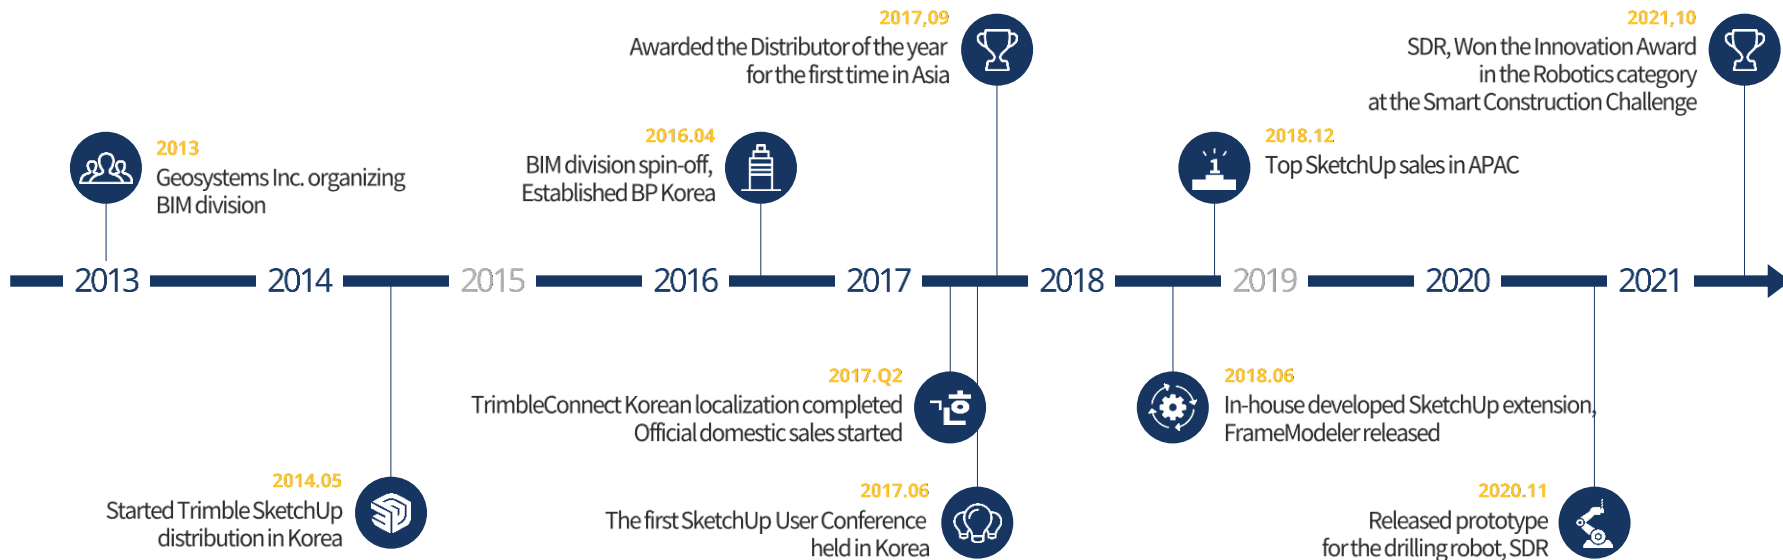 2017,09
Awarded the Distributor of the year
for the first time in Asia
2021,10
SDR, Won the Innovation Award
in the Robotics category
at the Smart Construction Challenge
2013
Geosystems Inc. organizing
BIM division
2016.04
BIM division spin-off,
Established BP Korea
2018.12
Top SketchUp sales in APAC
1
2013 2014 2015 2016 2017 2018 2019 2020 2021
2017.Q2
TrimbleConnect Korean localization completed
Official domestic sales started
한
2018.06
In-house developed SketchUp extension,
FrameModeler released
2014.05
Started Trimble SketchUp
distribution in Korea
2017.06
The first SketchUp User Conference
held in Korea
2020.11
Released prototype
for the drilling robot, SDR